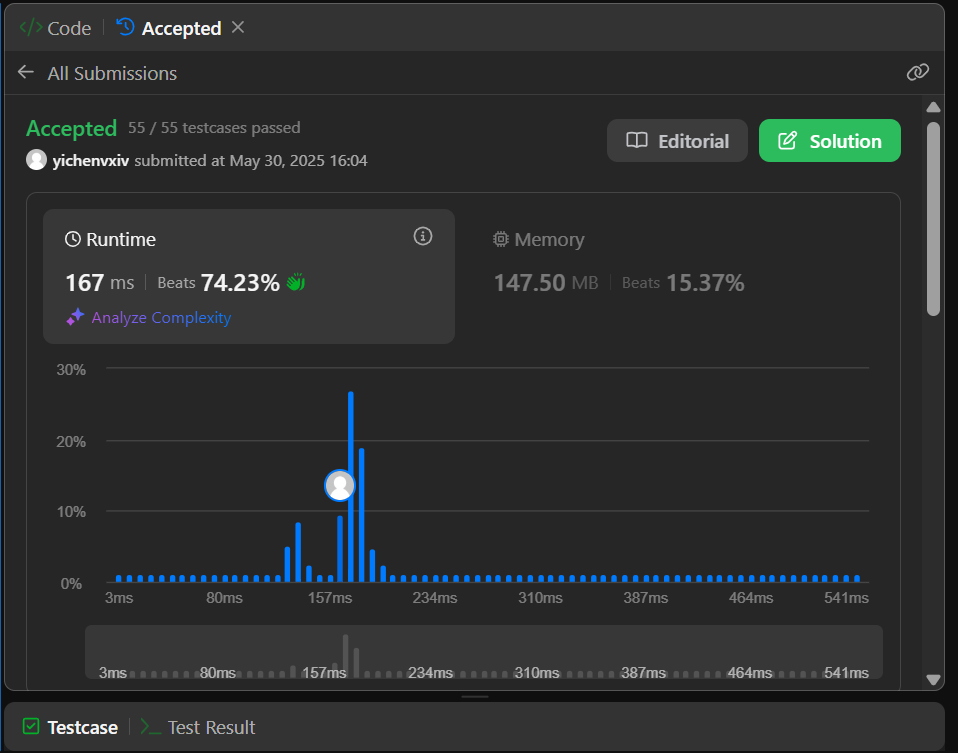 </> Code | Accepted ×
← All Submissions
Accepted 55 / 55 testcases passed
yichenvxiv submitted at May 30, 2025 16:04
Editorial
Solution
Runtime
167 ms | Beats 74.23%
Analyze Complexity
Memory
147.50 MB | Beats 15.37%
30%
20%
10%
0%
3ms 80ms 157ms 234ms 310ms 387ms 464ms 541ms
3ms 80ms 157ms 234ms 310ms 387ms 464ms 541ms
Testcase | >_ Test Result